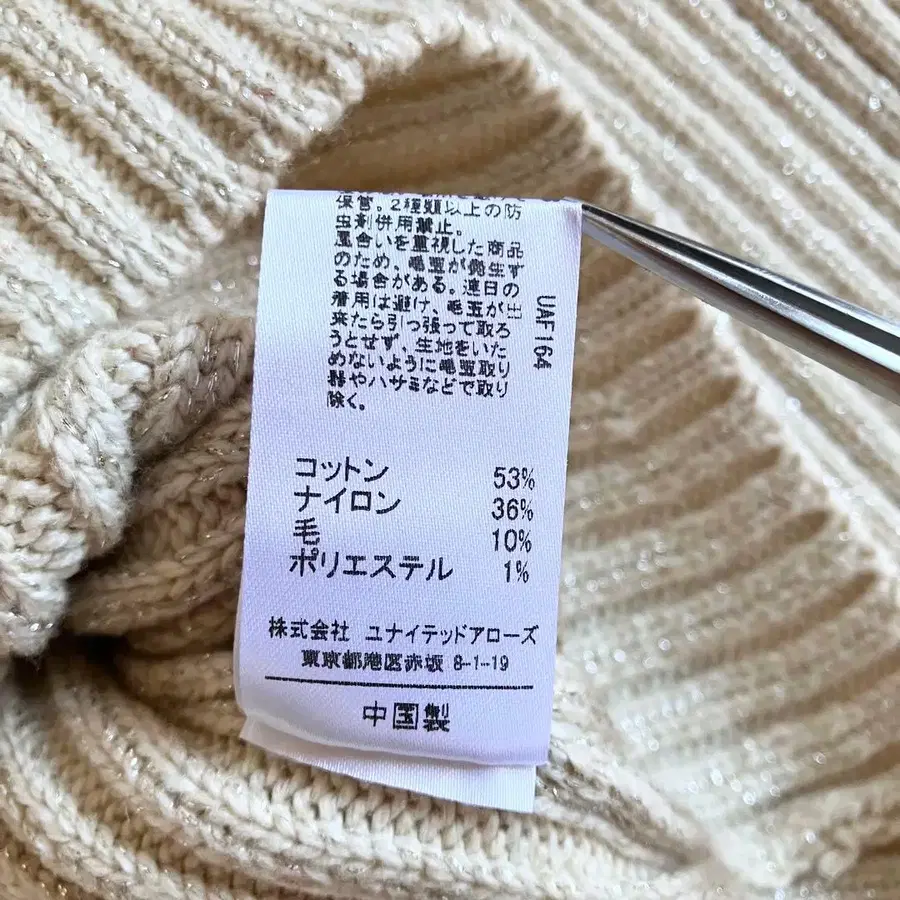 保管。2種類以上の防
虫剤併用禁止。
風合いを重視した商品
のため、毛玉が発生す
る場合がある。連日の
着用は避け、毛玉が出
来たら引っ張って取ろ
うとせず、生地をいた
めないように毛玉取り
器やハサミなどで取り
除く。
UAF164
コットン 53%
ナイロン 36%
毛 10%
ポリエステル 1%
株式会社 ユナイテッドアローズ
東京都港区赤坂 8-1-19
中国製